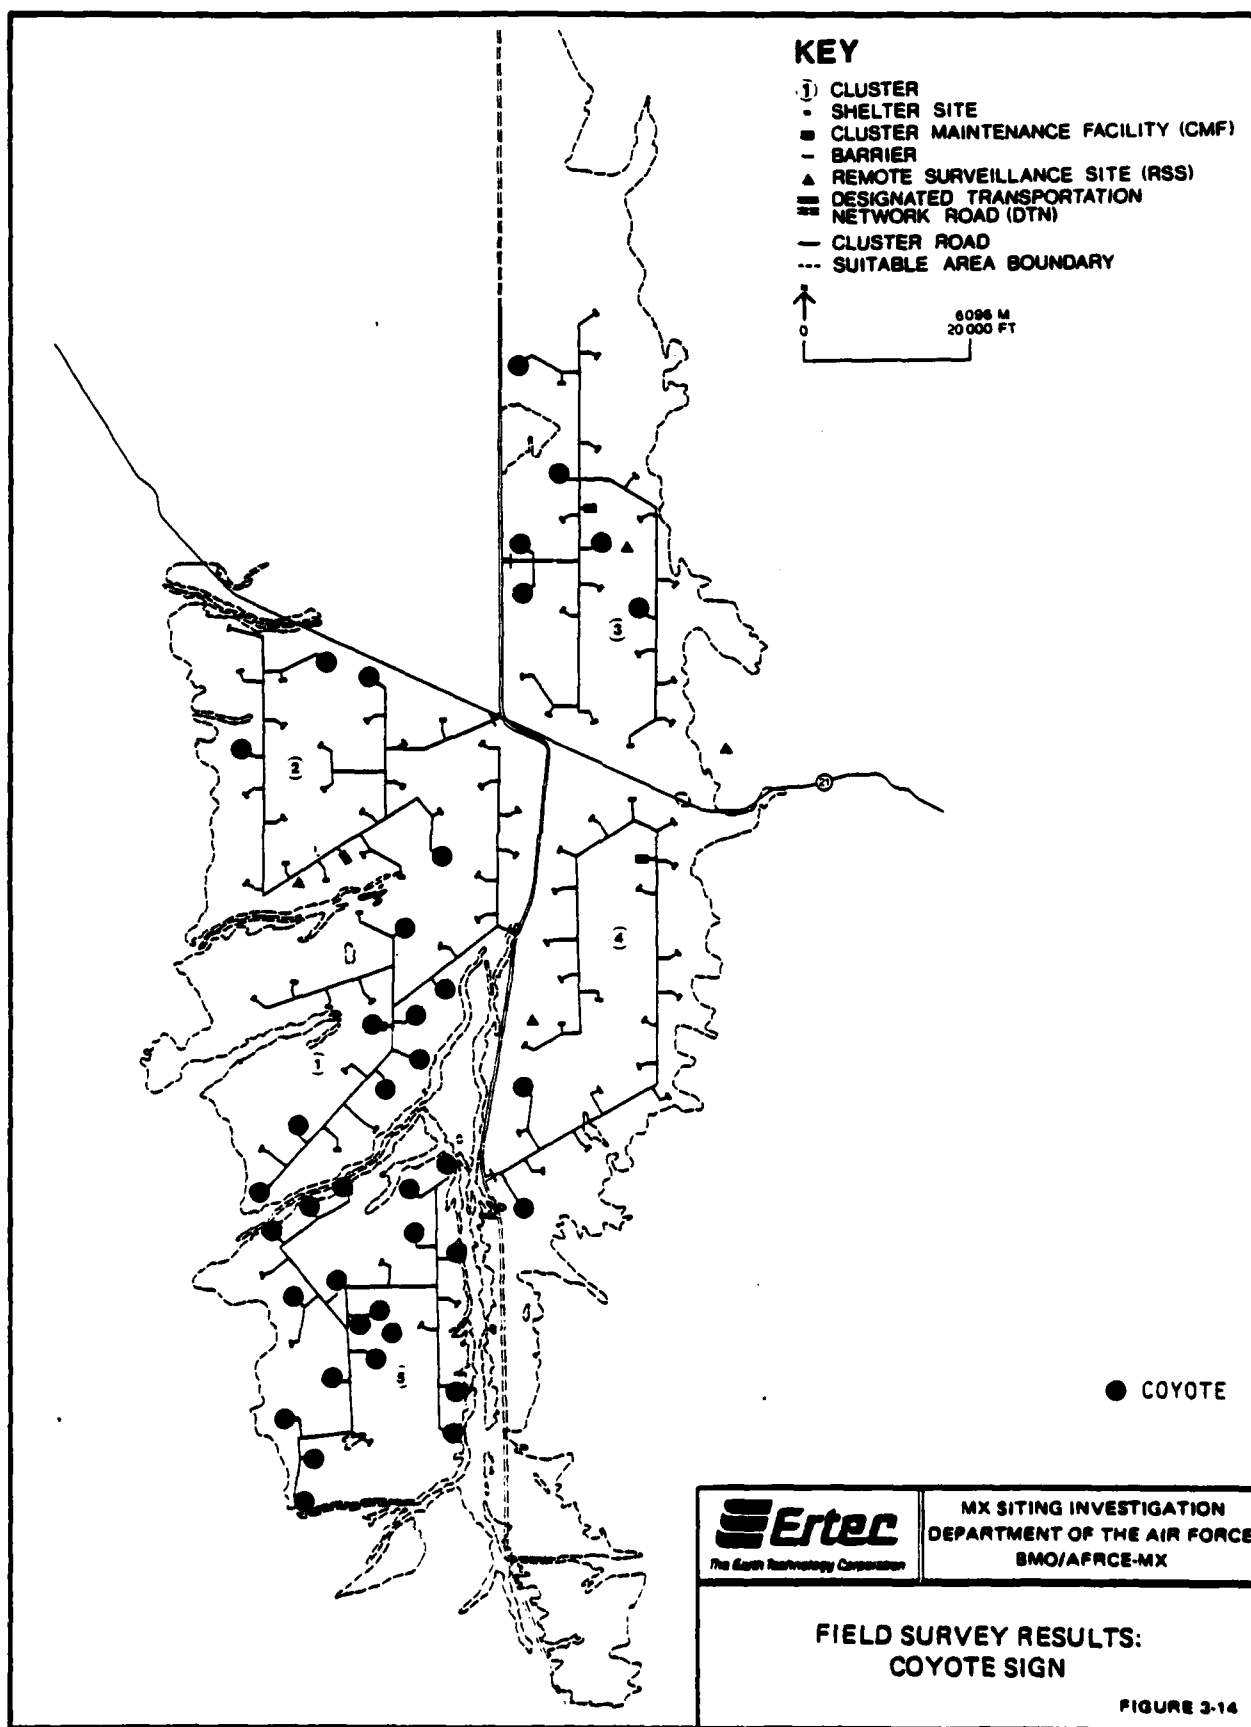 KEY
1 CLUSTER
SHELTER SITE
CLUSTER MAINTENANCE FACILITY (CMF)
BARRIER
REMOTE SURVEILLANCE SITE (RSS)
DESIGNATED TRANSPORTATION
NETWORK ROAD (DTN)
CLUSTER ROAD
SUITABLE AREA BOUNDARY
0
6096 M
20 000 FT
3
2
21
4
1
5
COYOTE
Ertec
The Earth Technology Corporation
MX SITING INVESTIGATION
DEPARTMENT OF THE AIR FORCE
BMO/AFRCE-MX
FIELD SURVEY RESULTS:
COYOTE SIGN
FIGURE 3-14